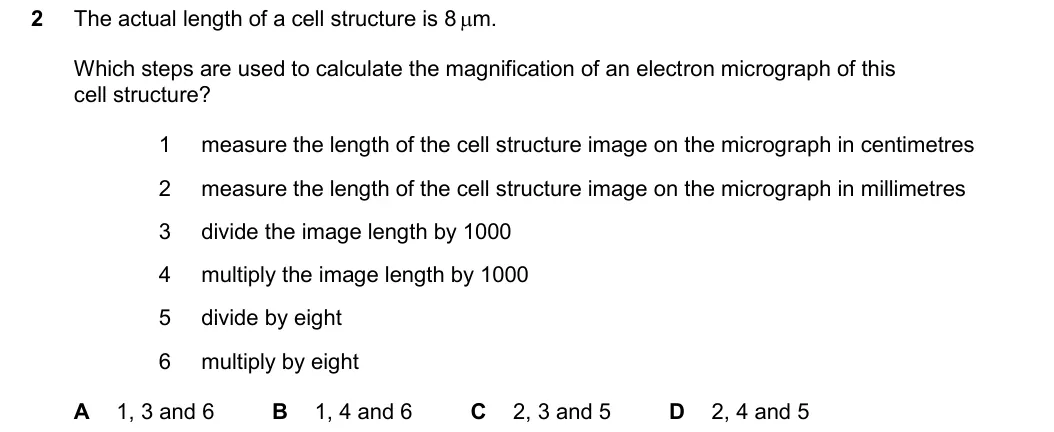 2 The actual length of a cell structure is 8 μm.
Which steps are used to calculate the magnification of an electron micrograph of this
cell structure?
1 measure the length of the cell structure image on the micrograph in centimetres
2 measure the length of the cell structure image on the micrograph in millimetres
3 divide the image length by 1000
4 multiply the image length by 1000
5 divide by eight
6 multiply by eight
A 1, 3 and 6 B 1, 4 and 6 C 2, 3 and 5 D 2, 4 and 5